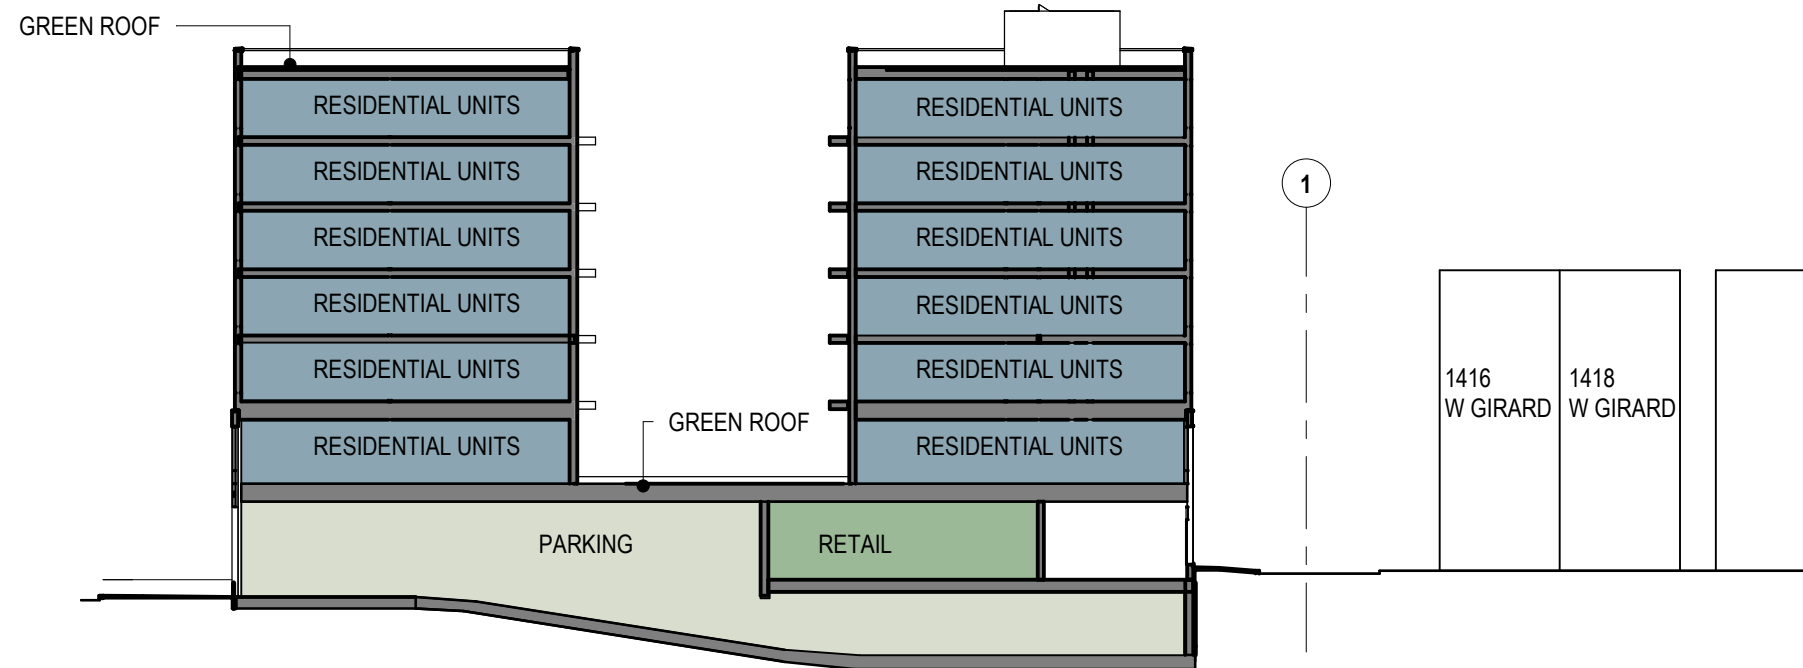 GREEN ROOF
RESIDENTIAL UNITS
RESIDENTIAL UNITS
RESIDENTIAL UNITS
RESIDENTIAL UNITS
1
RESIDENTIAL UNITS
RESIDENTIAL UNITS
RESIDENTIAL UNITS
RESIDENTIAL UNITS
RESIDENTIAL UNITS
RESIDENTIAL UNITS
1416
W GIRARD
1418
W GIRARD
GREEN ROOF
RESIDENTIAL UNITS
RESIDENTIAL UNITS
PARKING
RETAIL